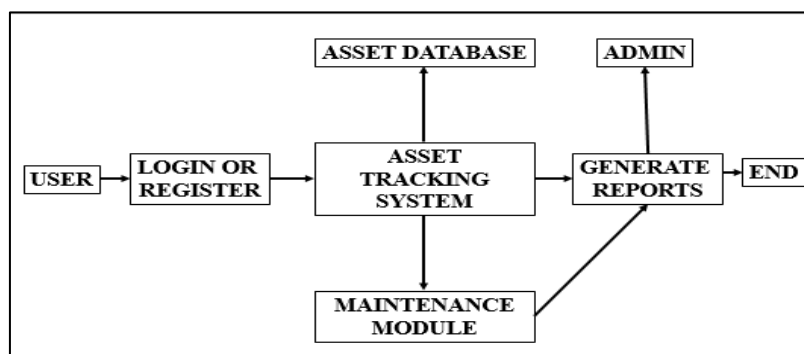 ASSET DATABASE
ADMIN
USER
LOGIN OR
REGISTER
ASSET
TRACKING
SYSTEM
GENERATE
REPORTS
END
MAINTENANCE
MODULE